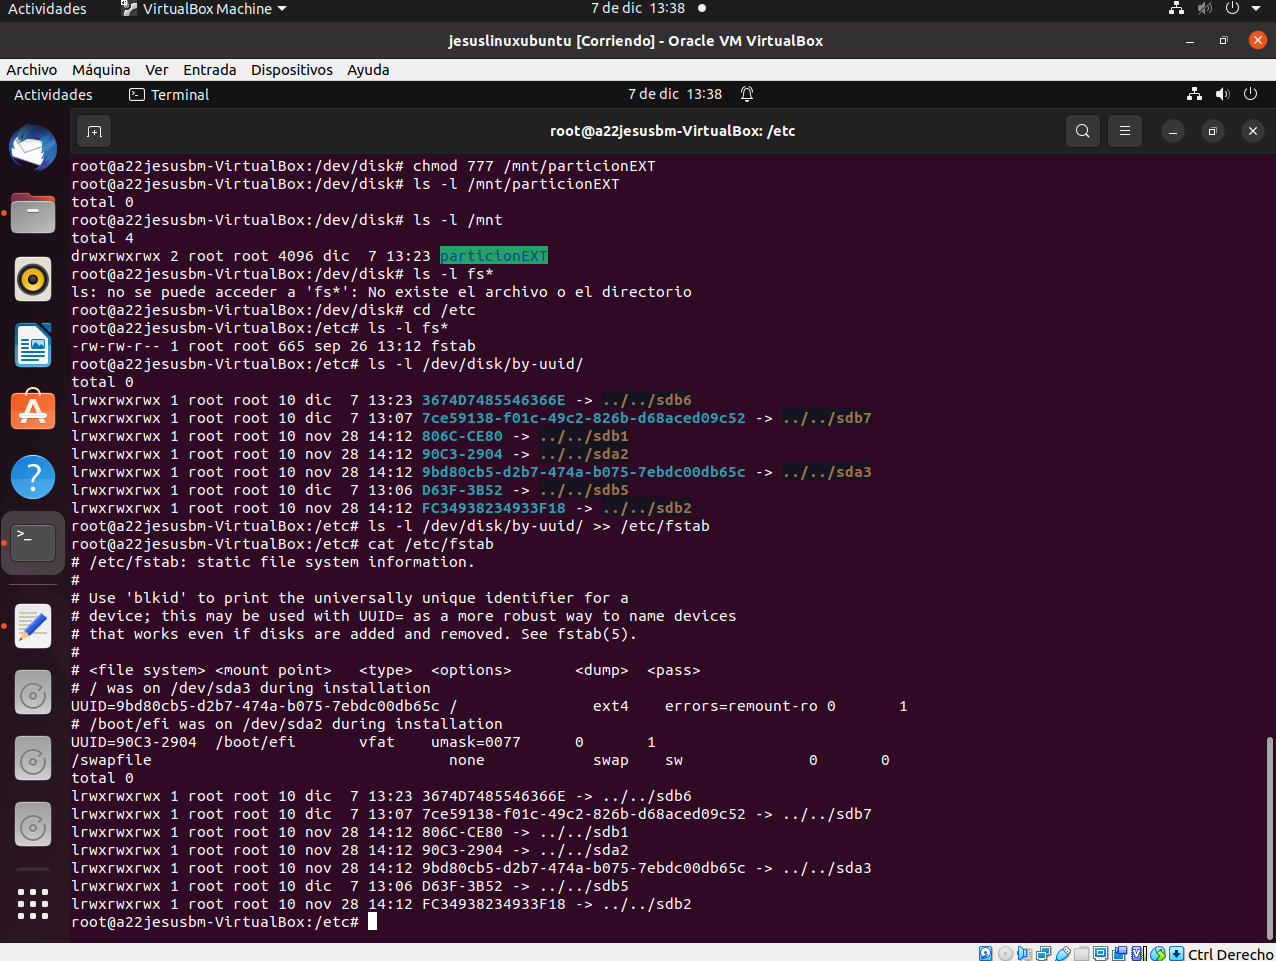 Actividades
VirtualBox Machine
7 de dic 13:38
jesuslinuxubuntu [Corriendo] - Oracle VM VirtualBox
Archivo Máquina Ver Entrada Dispositivos Ayuda
Actividades
Terminal
7 de dic 13:38
root@a22jesusbm-VirtualBox: /etc
root@a22jesusbm-VirtualBox:/dev/disk# chmod 777 /mnt/particionEXT
root@a22jesusbm-VirtualBox:/dev/disk# ls -l /mnt/particionEXT
total 0
root@a22jesusbm-VirtualBox:/dev/disk# ls -l /mnt
total 4
drwxrwxrwx 2 root root 4096 dic  7 13:23 particionEXT
root@a22jesusbm-VirtualBox:/dev/disk# ls -l fs*
ls: no se puede acceder a 'fs*': No existe el archivo o el directorio
root@a22jesusbm-VirtualBox:/dev/disk# cd /etc
root@a22jesusbm-VirtualBox:/etc# ls -l fs*
-rw-rw-r-- 1 root root 665 sep 26 13:12 fstab
root@a22jesusbm-VirtualBox:/etc# ls -l /dev/disk/by-uuid/
total 0
lrwxrwxrwx 1 root root 10 dic  7 13:23 3674D7485546366E -> ../../sdb6
lrwxrwxrwx 1 root root 10 dic  7 13:07 7ce59138-f01c-49c2-826b-d68aced09c52 -> ../../sdb7
lrwxrwxrwx 1 root root 10 nov 28 14:12 806C-CE80 -> ../../sdb1
lrwxrwxrwx 1 root root 10 nov 28 14:12 90C3-2904 -> ../../sda2
lrwxrwxrwx 1 root root 10 nov 28 14:12 9bd80cb5-d2b7-474a-b075-7ebdc00db65c -> ../../sda3
lrwxrwxrwx 1 root root 10 dic  7 13:06 D63F-3B52 -> ../../sdb5
lrwxrwxrwx 1 root root 10 nov 28 14:12 FC34938234933F18 -> ../../sdb2
root@a22jesusbm-VirtualBox:/etc# ls -l /dev/disk/by-uuid/ >> /etc/fstab
root@a22jesusbm-VirtualBox:/etc# cat /etc/fstab
# /etc/fstab: static file system information.
#
# Use 'blkid' to print the universally unique identifier for a
# device; this may be used with UUID= as a more robust way to name devices
# that works even if disks are added and removed. See fstab(5).
#
# <file system> <mount point>   <type>  <options>       <dump>  <pass>
# / was on /dev/sda3 during installation
UUID=9bd80cb5-d2b7-474a-b075-7ebdc00db65c /               ext4    errors=remount-ro 0       1
# /boot/efi was on /dev/sda2 during installation
UUID=90C3-2904  /boot/efi       vfat    umask=0077      0       1
/swapfile                                 none            swap    sw              0       0
total 0
lrwxrwxrwx 1 root root 10 dic  7 13:23 3674D7485546366E -> ../../sdb6
lrwxrwxrwx 1 root root 10 dic  7 13:07 7ce59138-f01c-49c2-826b-d68aced09c52 -> ../../sdb7
lrwxrwxrwx 1 root root 10 nov 28 14:12 806C-CE80 -> ../../sdb1
lrwxrwxrwx 1 root root 10 nov 28 14:12 90C3-2904 -> ../../sda2
lrwxrwxrwx 1 root root 10 nov 28 14:12 9bd80cb5-d2b7-474a-b075-7ebdc00db65c -> ../../sda3
lrwxrwxrwx 1 root root 10 dic  7 13:06 D63F-3B52 -> ../../sdb5
lrwxrwxrwx 1 root root 10 nov 28 14:12 FC34938234933F18 -> ../../sdb2
root@a22jesusbm-VirtualBox:/etc#
Ctrl Derecho